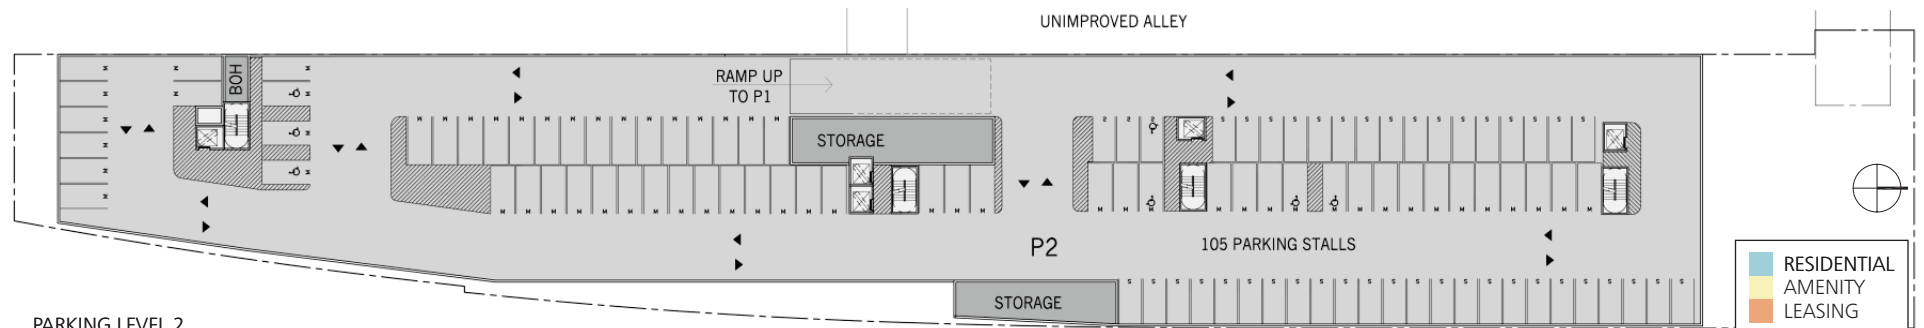 UNIMPROVED ALLEY
BOH
RAMP UP
TO P1
STORAGE
P2
105 PARKING STALLS
STORAGE
RESIDENTIAL
AMENITY
LEASING
PARKING LEVEL 2